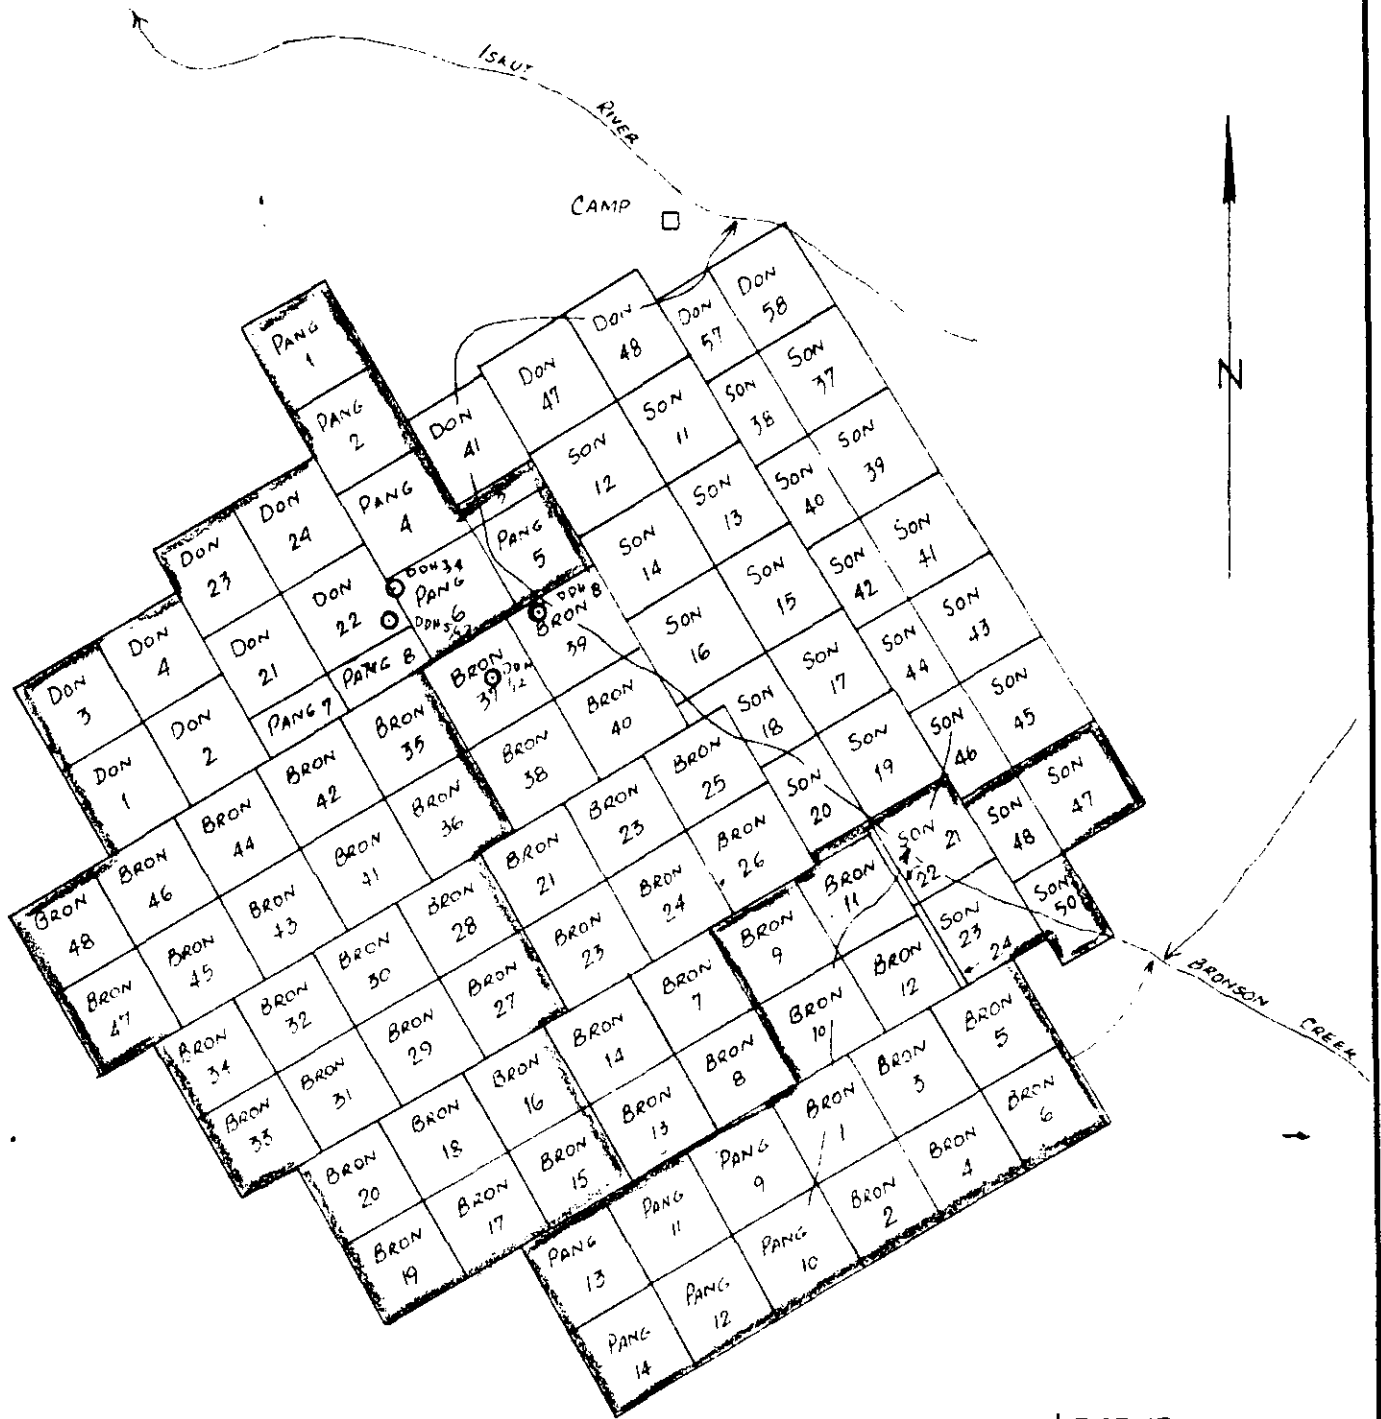 ISKUT
RIVER
CAMP
N
PANG
1
PANG
2
DON
41
DON
47
DON
48
DON
57
DON
58
SON
37
SON
38
SON
11
SON
12
SON
39
SON
40
SON
13
SON
14
PANG
4
DON
24
DON
23
PANG
5
DDH 34
PANG
6
DDH 8
BRON
39
DON
22
DON
21
DON
4
DON
3
DON
2
DON
1
PANG 8
PANG 7
SON
41
SON
42
SON
15
SON
16
SON
43
SON
44
SON
17
SON
18
SON
45
SON
46
SON
19
SON
20
SON
47
SON
48
SON
21
22
SON
23
24
SON
50
BRON
37
DDH
BRON
40
BRON
38
BRON
35
BRON
36
BRON
42
BRON
41
BRON
44
BRON
43
BRON
46
BRON
45
BRON
48
BRON
47
BRON
25
BRON
26
BRON
23
BRON
24
BRON
21
BRON
23
BRON
28
BRON
27
BRON
30
BRON
29
BRON
32
BRON
31
BRON
34
BRON
33
BRON
11
BRON
12
BRON
9
BRON
10
BRON
7
BRON
8
BRON
14
BRON
13
BRON
16
BRON
15
BRON
18
BRON
17
BRON
20
BRON
19
BRON
5
BRON
6
BRON
3
BRON
4
BRON
1
BRON
2
PANG
9
PANG
10
PANG
11
PANG
12
PANG
13
PANG
14
BRONSON
CREEK